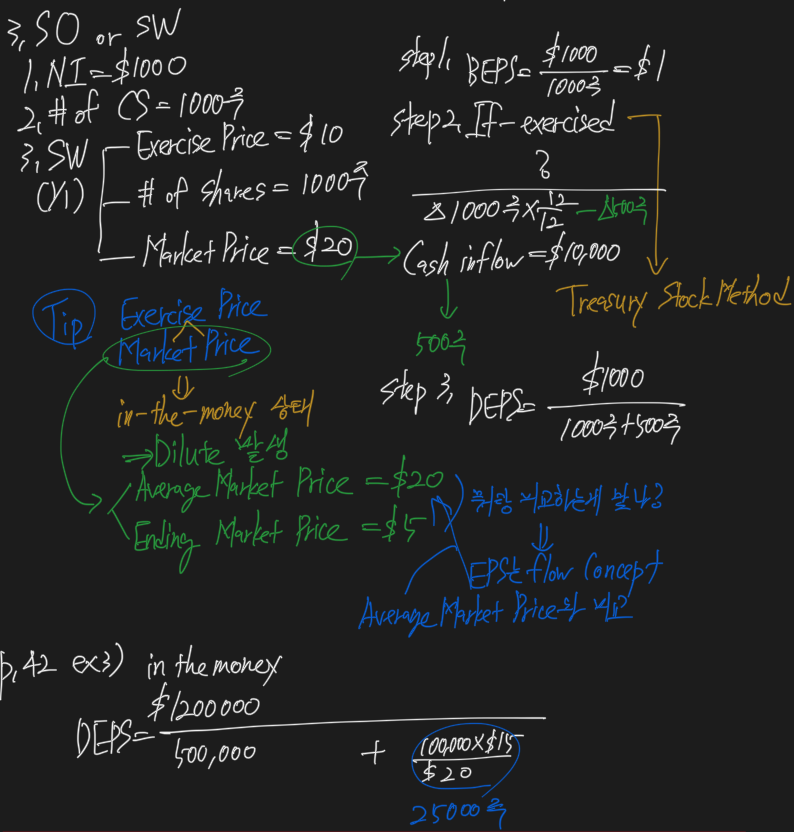 3, SO or SW
1, NI = $1000
2, # of CS = 1000주
3, SW
(Y1)
Exercise Price = $10
# of shares = 1000주
Market Price = $20
step1, BEPS = $1000 / 1000주 = $1
step2, If-exercised
△1000주 × 12/12 - △500주
Cash inflow = $10,000
500주
Treasury Stock Method
step 3, DEPS = $1000 / 1000주+500주
Tip
Exercise Price
^
Market Price
⇓
in-the-money 상태
⇒ Dilute 발생
Average Market Price = $20
Ending Market Price = $15
뭐랑 비교하는게 맞나?
⇓
EPS는 flow Concept
Average Market Price와 비교
p,42 ex3) in the money
DEPS = $1200000 / 500,000 + 100,000×$15 / $20
25000주